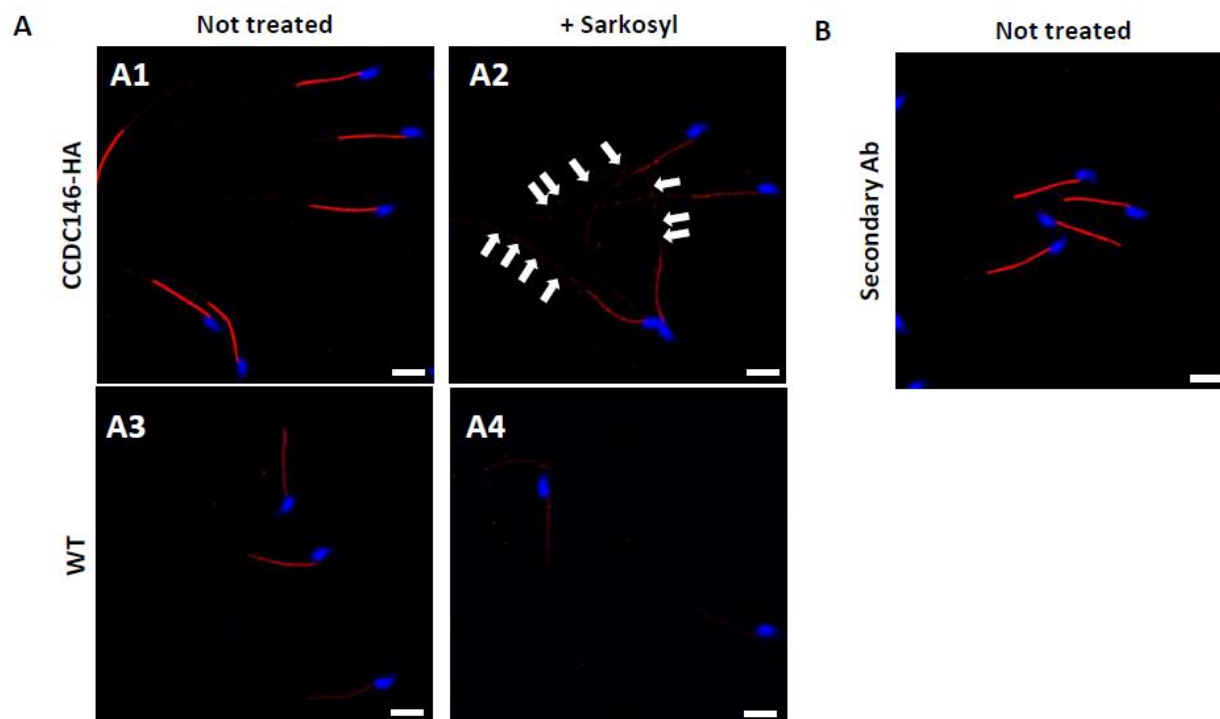 A
Not treated
+ Sarkosyl
B
Not treated
A1
A2
CCDC146-HA
Secondary Ab
A3
A4
WT